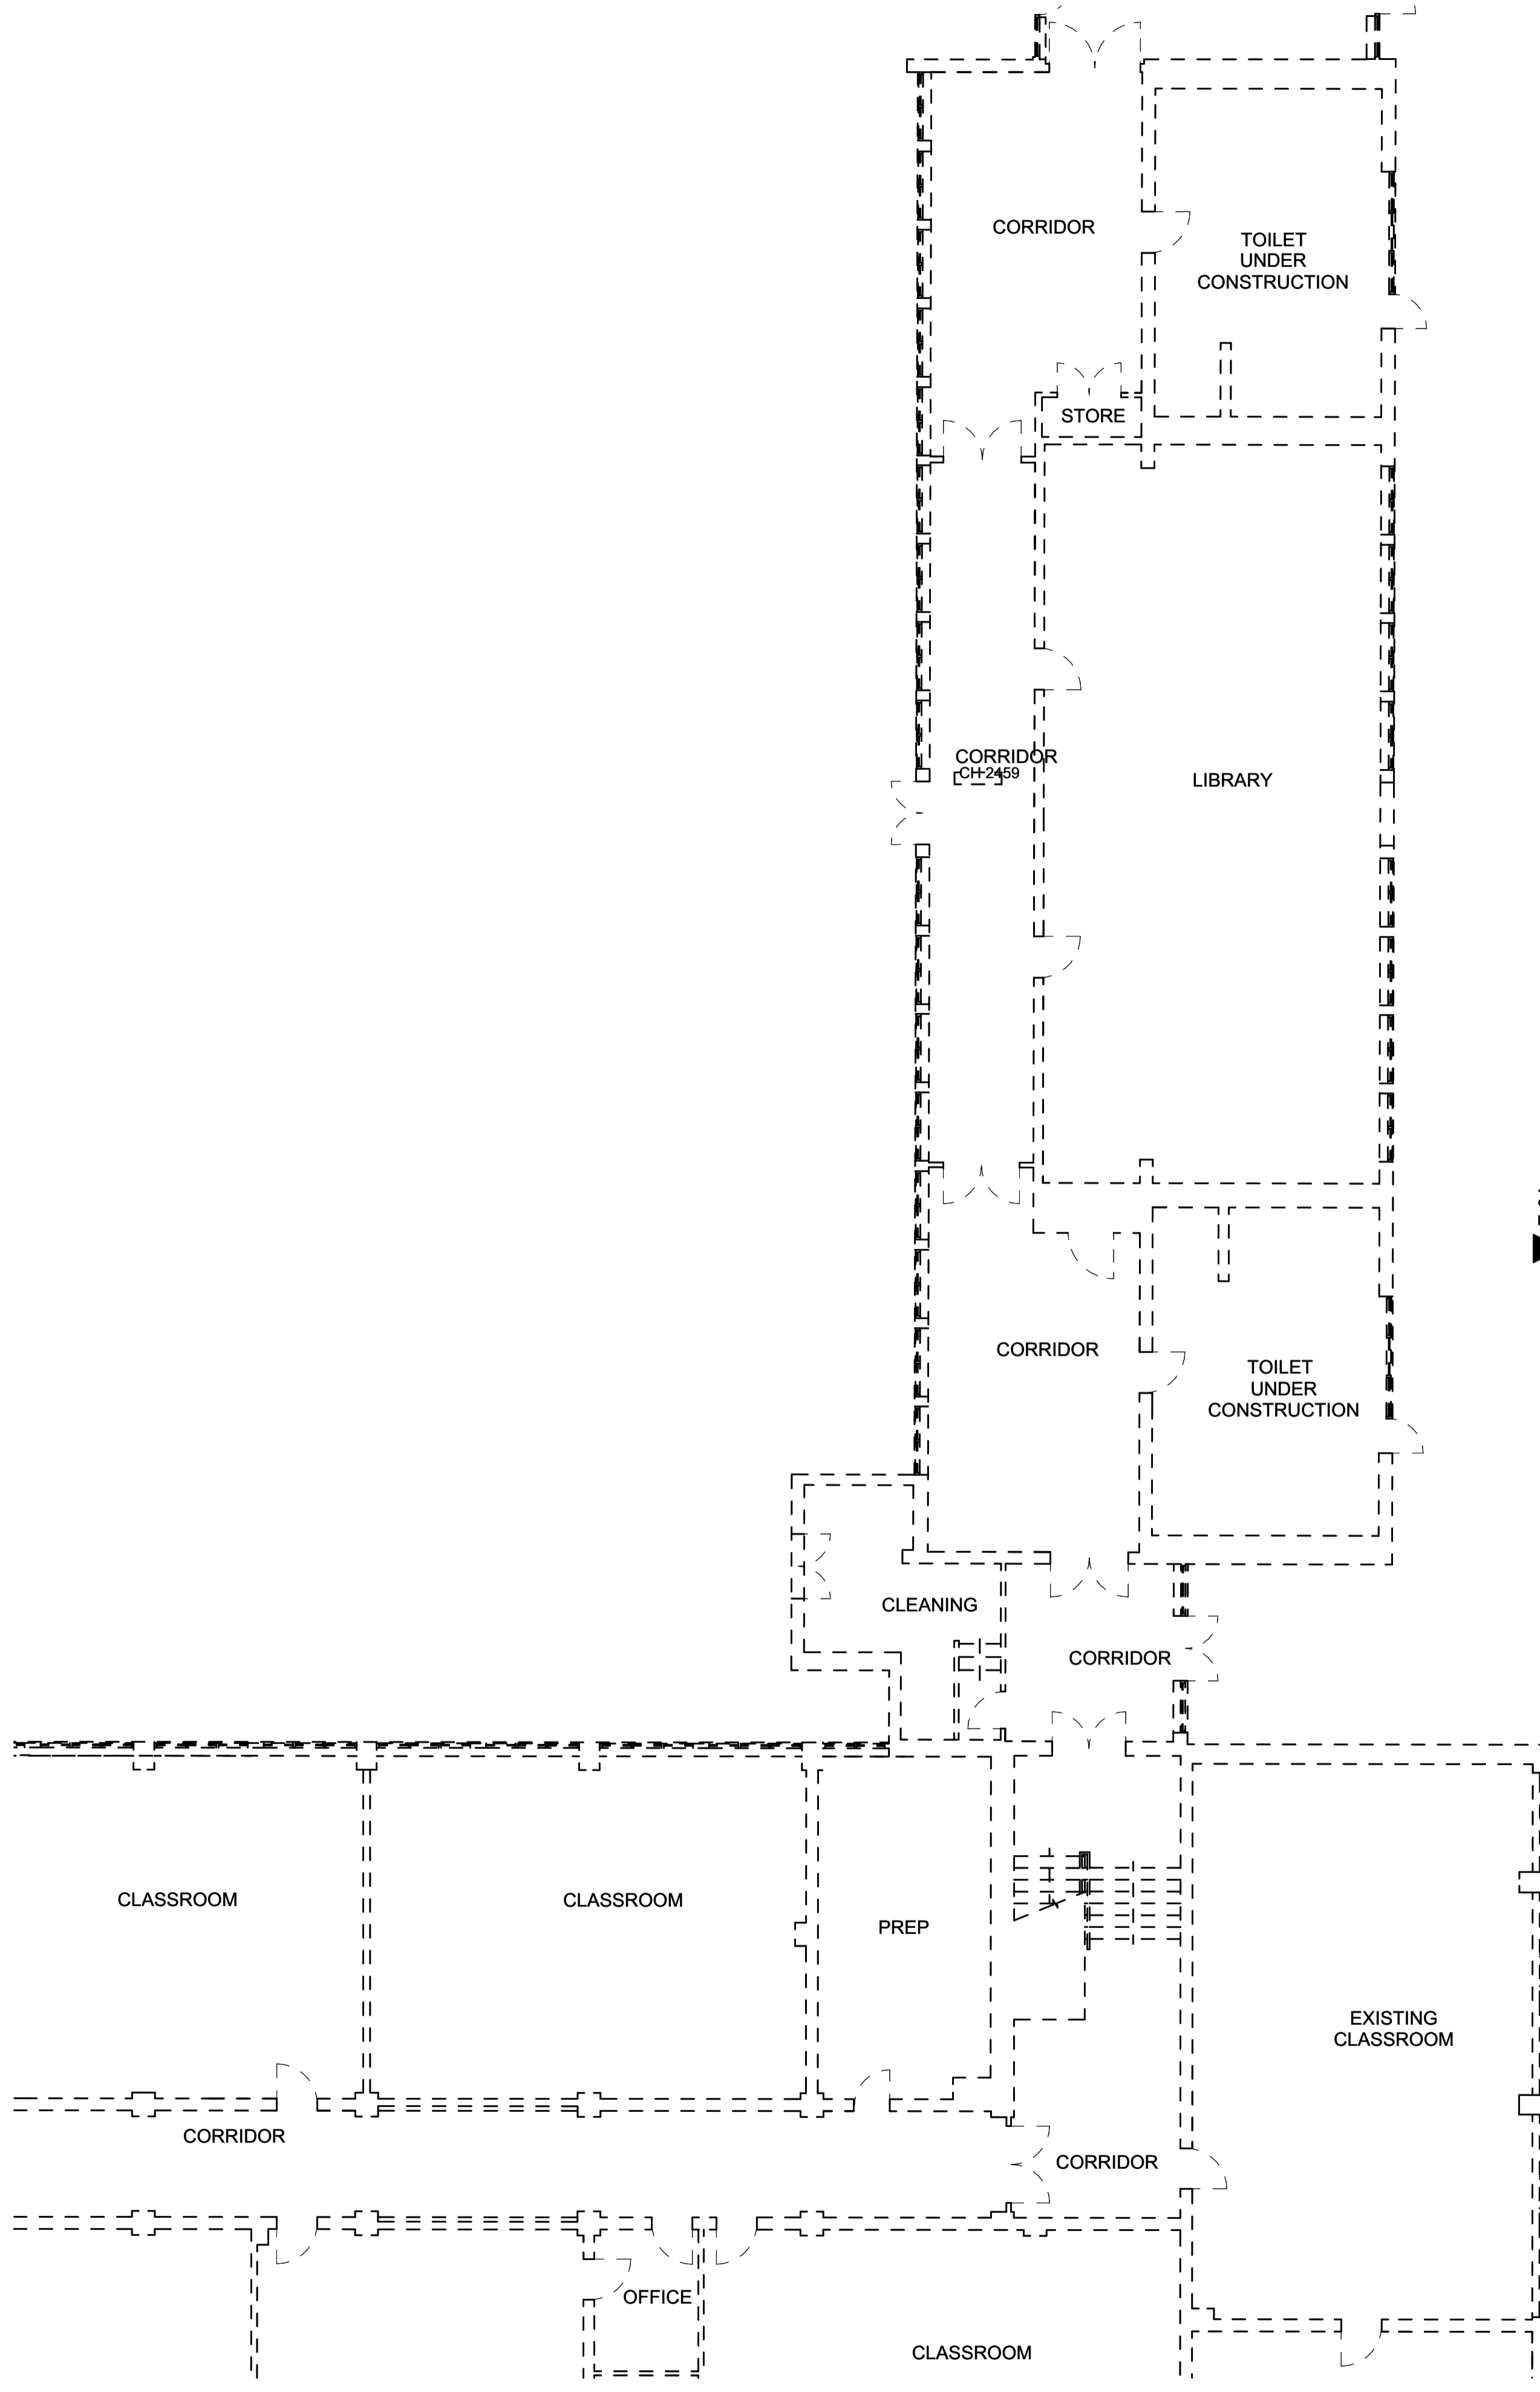 CORRIDOR
TOILET
UNDER
CONSTRUCTION
STORE
CORRIDOR
CH 2459
LIBRARY
CORRIDOR
TOILET
UNDER
CONSTRUCTION
CLEANING
CORRIDOR
CLASSROOM
CLASSROOM
PREP
EXISTING
CLASSROOM
CORRIDOR
CORRIDOR
OFFICE
CLASSROOM